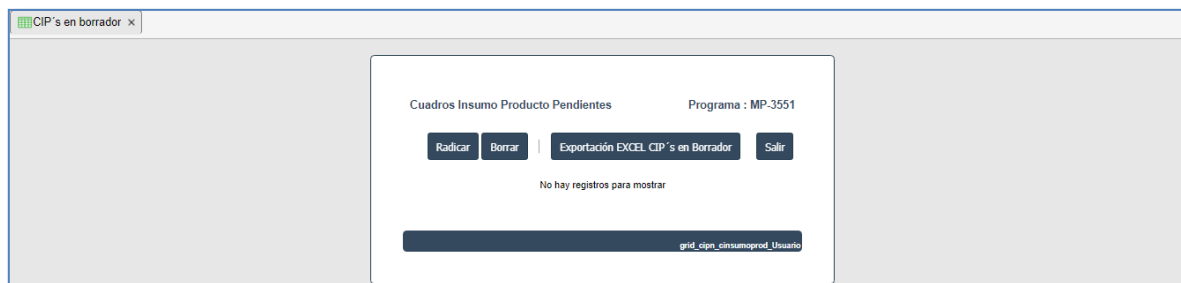 CIP´s en borrador ×
Cuadros Insumo Producto Pendientes Programa : MP-3551
Radicar Borrar | Exportación EXCEL CIP´s en Borrador Salir
No hay registros para mostrar
grid_cipn_cinsumoprod_Usuario